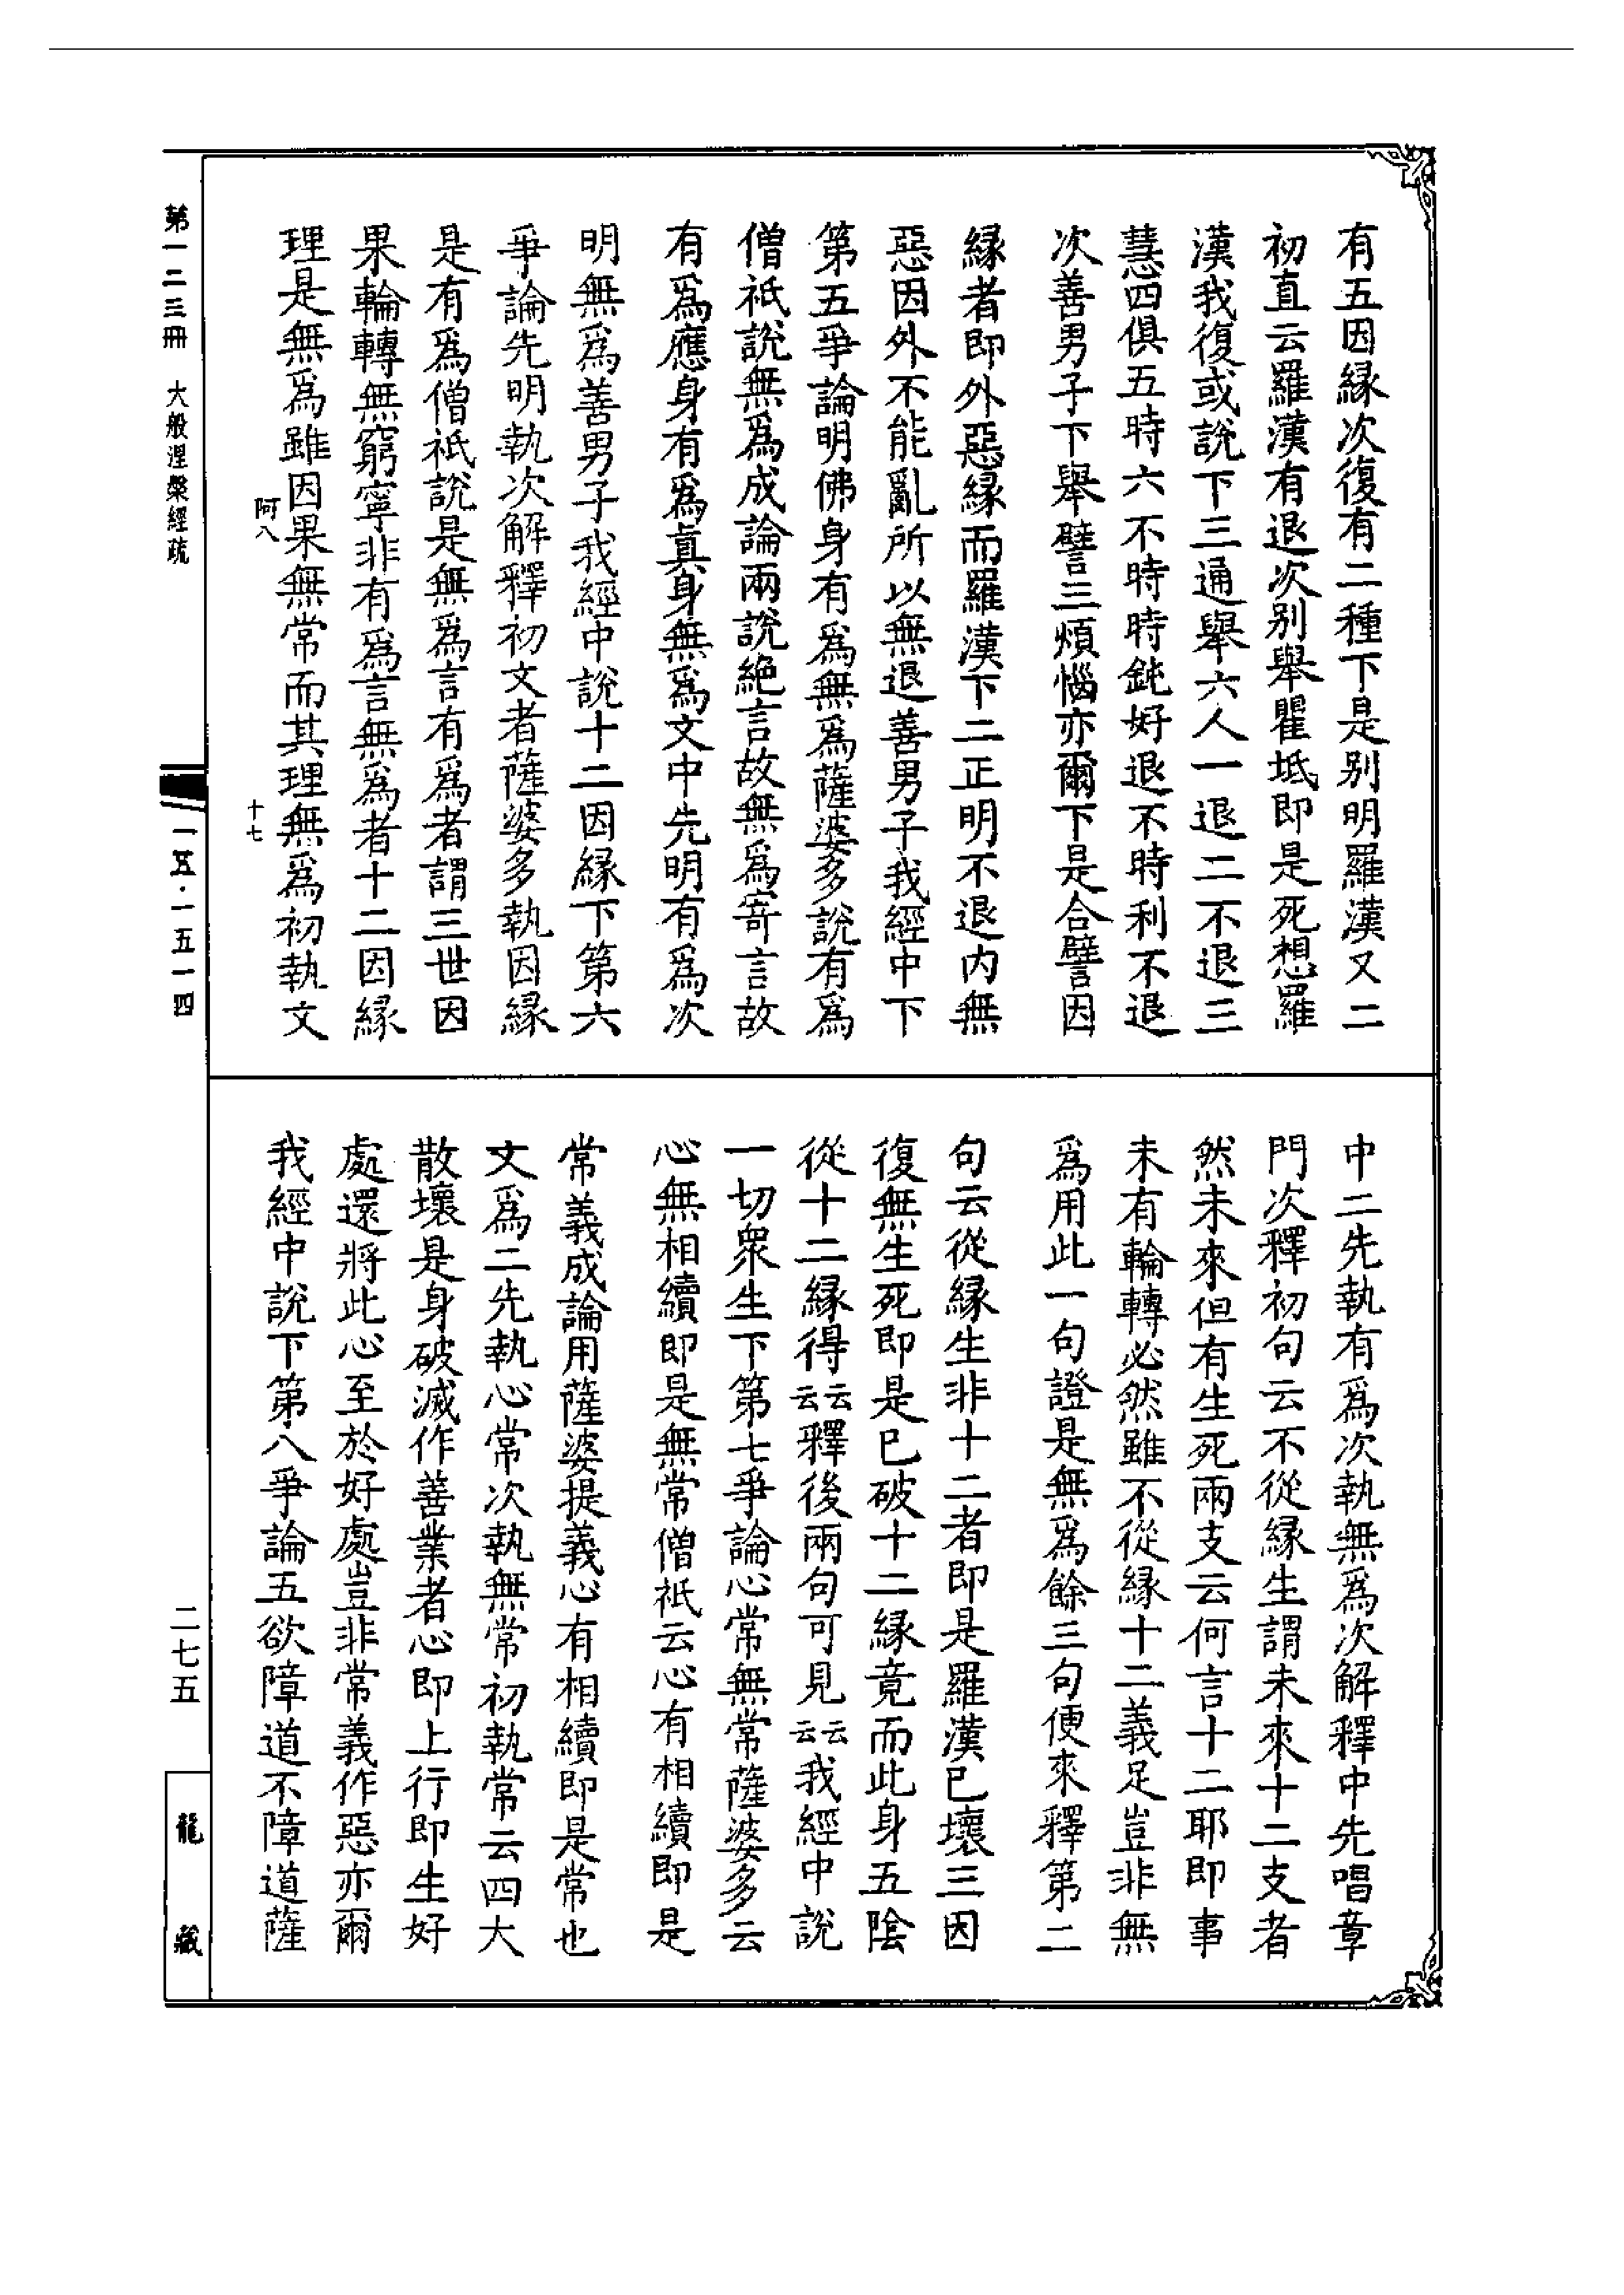 有五因縁次復有二種下是别明羅漢又二
初直云羅漢有退次别舉瞿坻即是死想羅
漢我復或説下三通舉六人一退二不退三
慧四俱五時六不時時鈍好退不時利不退
次善男子下舉譬三煩惱亦爾下是合譬因
縁者即外惡縁而羅漢下二正明不退内無
惡因外不能亂所以無退善男子我經中下
第五爭論明佛身有爲無爲薩婆多説有爲
僧祇説無爲成論兩説絶言故無爲寄言故
有爲應身有爲真身無爲文中先明有爲次
明無爲善男子我經中説十二因縁下第六
爭論先明執次解釋初文者薩婆多執因縁
是有爲僧祇説是無爲言有爲者謂三世因
果輪轉無窮寧非有爲言無爲者十二因縁
理是無爲雖因果無常而其理無爲初執文
阿八
十七
中二先執有爲次執無爲次解釋中先唱章
門次釋初句云不從縁生謂未來十二支者
然未來但有生死兩支云何言十二耶即事
未有輪轉必然雖不從縁十二義足豈非無
爲用此一句證是無爲餘三句便來釋第二
句云從縁生非十二者即是羅漢已壞三因
復無生死即是已破十二縁竟而此身五陰
從十二縁得云云釋後兩句可見云云我經中説
一切衆生下第七爭論心常無常薩婆多云
心無相續即是無常僧祇云心有相續即是
常義成論用薩婆提義心有相續即是常也
文爲二先執心常次執無常初執常云四大
散壞是身破滅作善業者心即上行即生好
處還將此心至於好處豈非常義作惡亦爾
我經中説下第八爭論五欲障道不障道薩
第一二三冊 大般涅槃經疏
一五·一五一四
二七五
龍藏